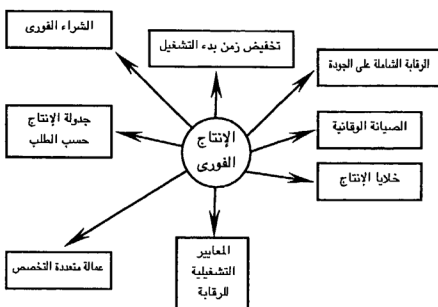 الشراء الفورى
تخفيض زمن بدء التشغيل
الرقابة الشاملة على الجودة
جدولة الإنتاج
حسب الطلب
الإنتاج
الفورى
الصيانة الوقائية
خلايا الإنتاج
عمالة متعددة التخصص
المعايير
التشغيلية
للرقابة